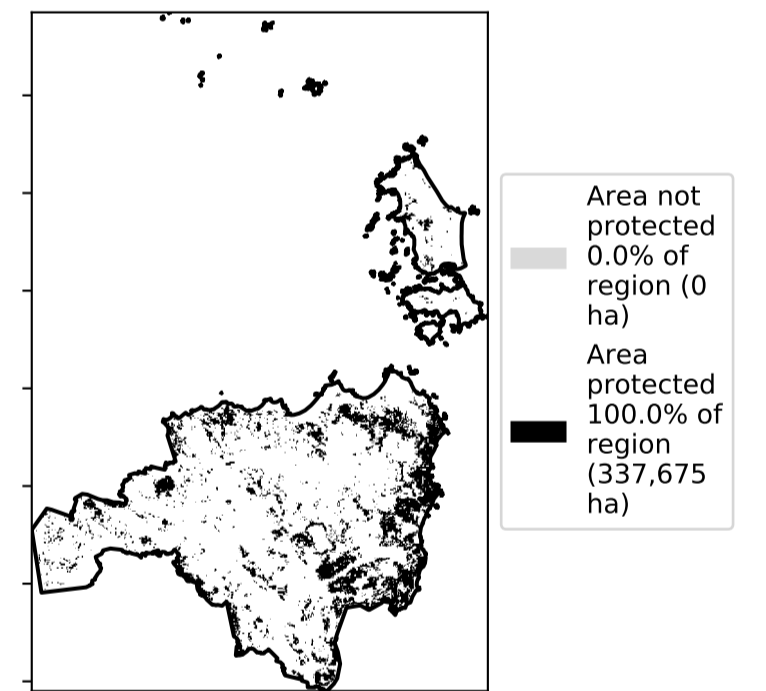 Area not
protected
0.0% of
region (0
ha)
Area
protected
100.0% of
region
(337,675
ha)